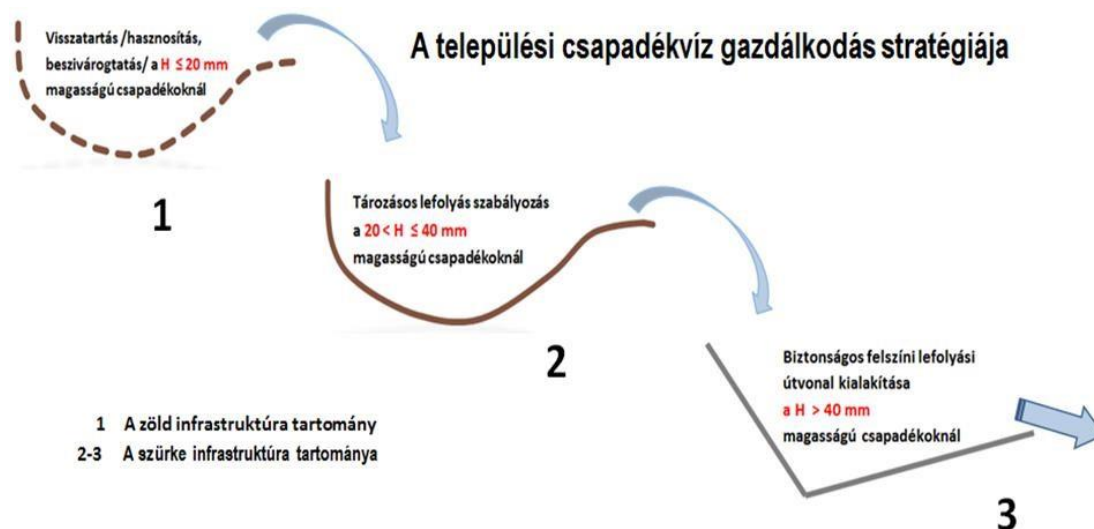 A települési csapadékvíz gazdálkodás stratégiája
Visszatartás /hasznosítás,
beszivárogtatás/ a H ≤ 20 mm
magasságú csapadékoknál
1
Tározásos lefolyás szabályozás
a 20 < H ≤ 40 mm
magasságú csapadékoknál
2
Biztonságos felszíni lefolyási
útvonal kialakítása
a H > 40 mm
magasságú csapadékoknál
3
1 A zöld infrastruktúra tartomány
2-3 A szürke infrastruktúra tartománya